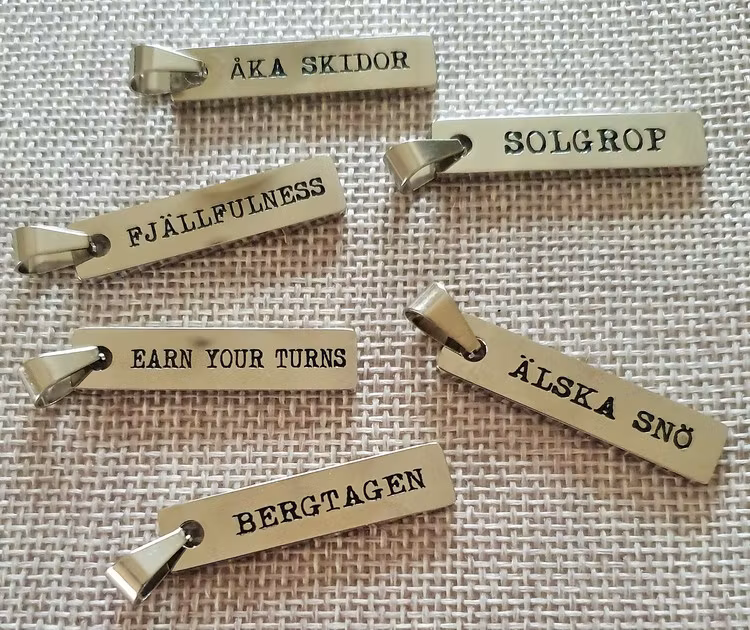 ÅKA SKIDOR
SOLGROP
FJÄLLFULNESS
EARN YOUR TURNS
ÄLSKA SNÖ
BERGTAGEN